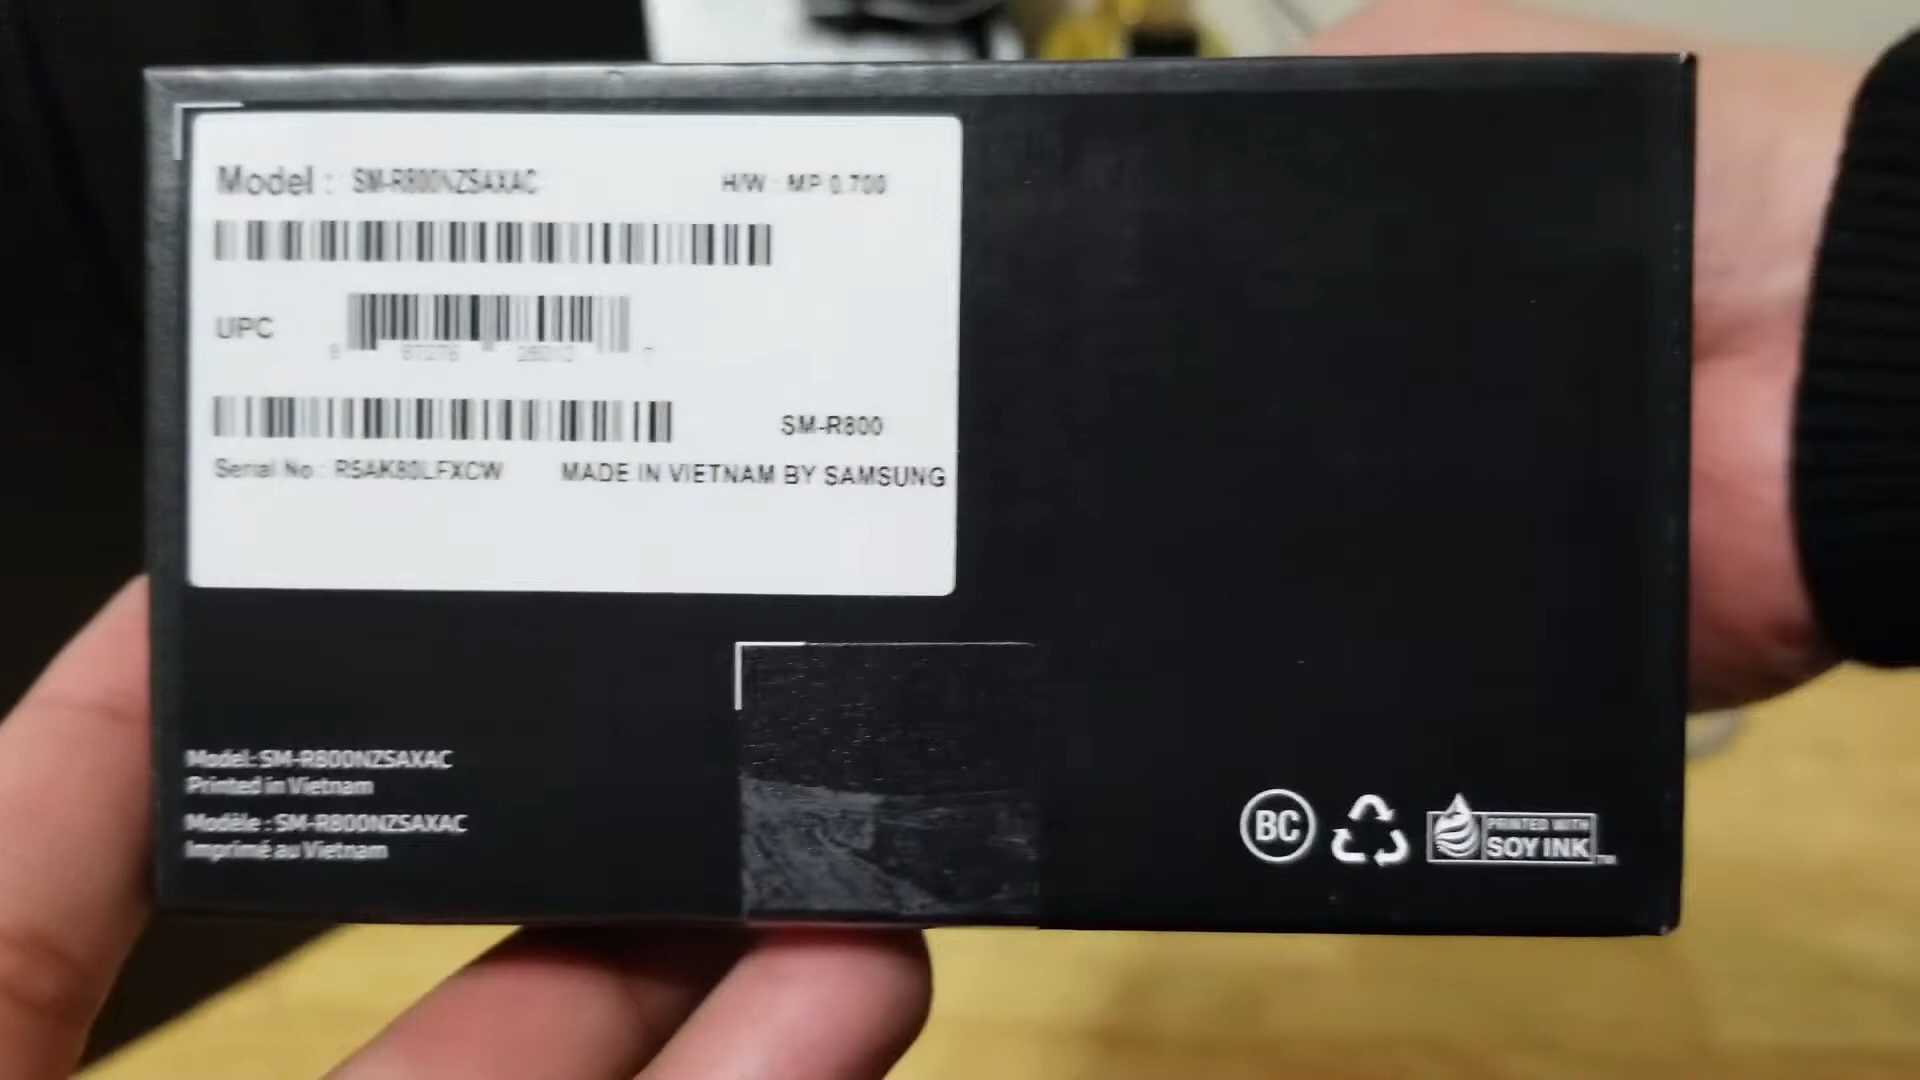 Model : SM-R800NZSAXAC H/W : MP 0.700
UPC
SM-R800
Serial No : R5AK80LFXCW MADE IN VIETNAM BY SAMSUNG
Model: SM-R800NZSAXAC
Printed in Vietnam
Modèle : SM-R800NZSAXAC
Imprimé au Vietnam
BC
PRINTED WITH
SOY INK™